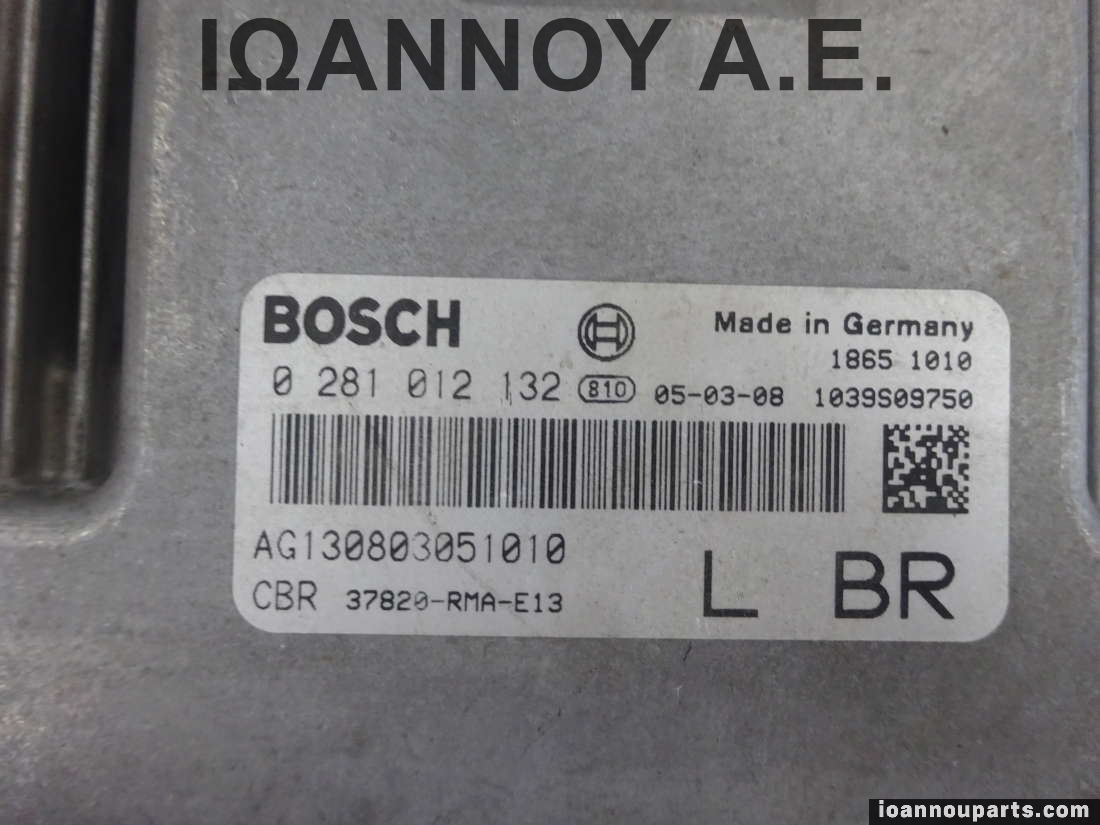 ΙΩΑΝΝΟΥ Α.Ε.
BOSCH
Made in Germany
1865 1010
0 281 012 132 810 05-03-08 1039S09750
AG130803051010
CBR 37820-RMA-E13
L BR
ioannouparts.com